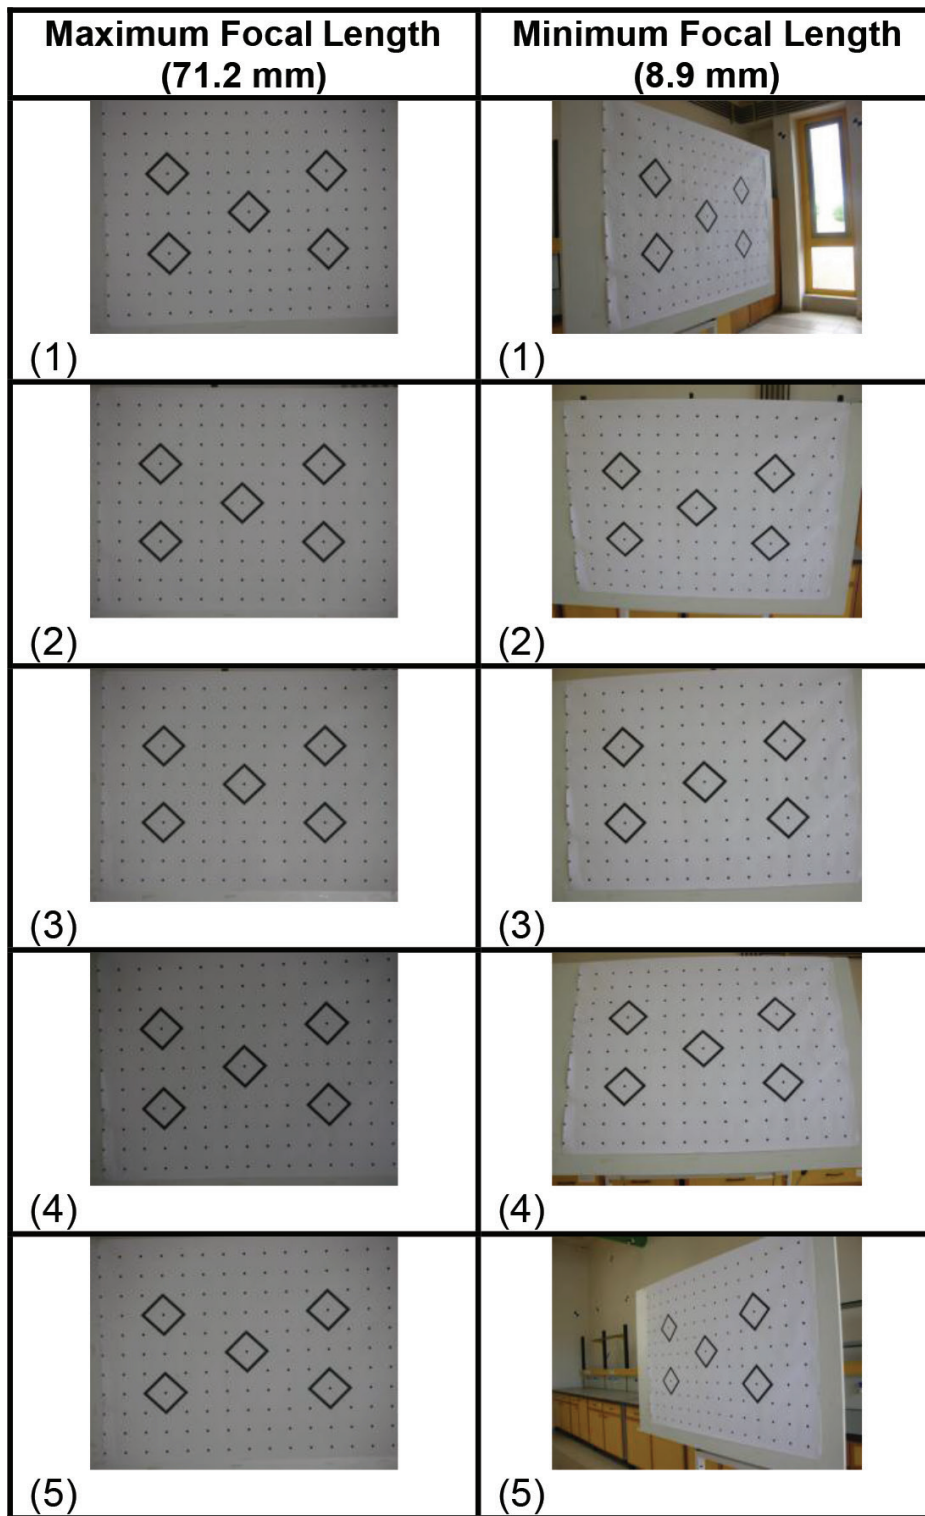 Maximum Focal Length
(71.2 mm)
Minimum Focal Length
(8.9 mm)
(1)
(1)
(2)
(2)
(3)
(3)
(4)
(4)
(5)
(5)